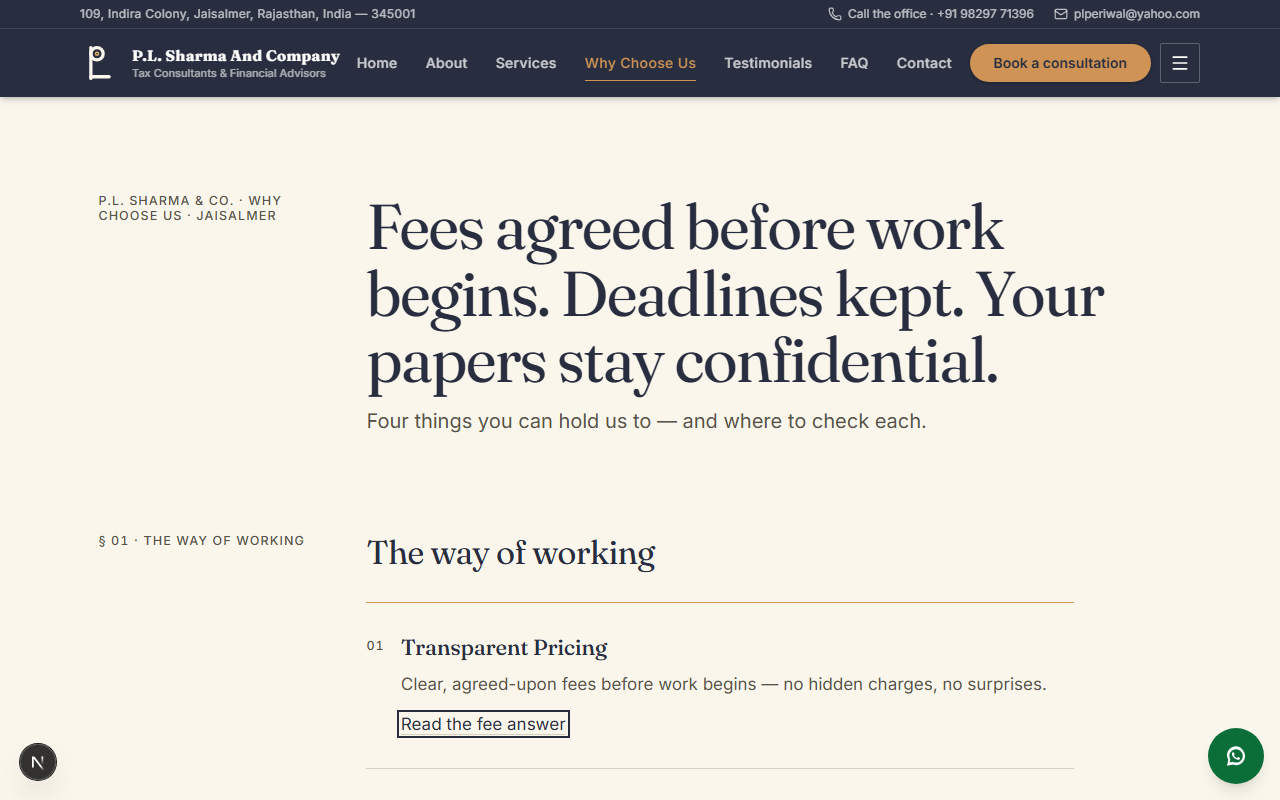 109, Indira Colony, Jaisalmer, Rajasthan, India — 345001
Call the office · +91 98297 71396
plperiwal@yahoo.com
P.L. Sharma And Company
Tax Consultants & Financial Advisors
Home
About
Services
Why Choose Us
Testimonials
FAQ
Contact
Book a consultation
P.L. SHARMA & CO. · WHY
CHOOSE US · JAISALMER
Fees agreed before work
begins. Deadlines kept. Your
papers stay confidential.
Four things you can hold us to — and where to check each.
§ 01 · THE WAY OF WORKING
The way of working
01
Transparent Pricing
Clear, agreed-upon fees before work begins — no hidden charges, no surprises.
Read the fee answer
N